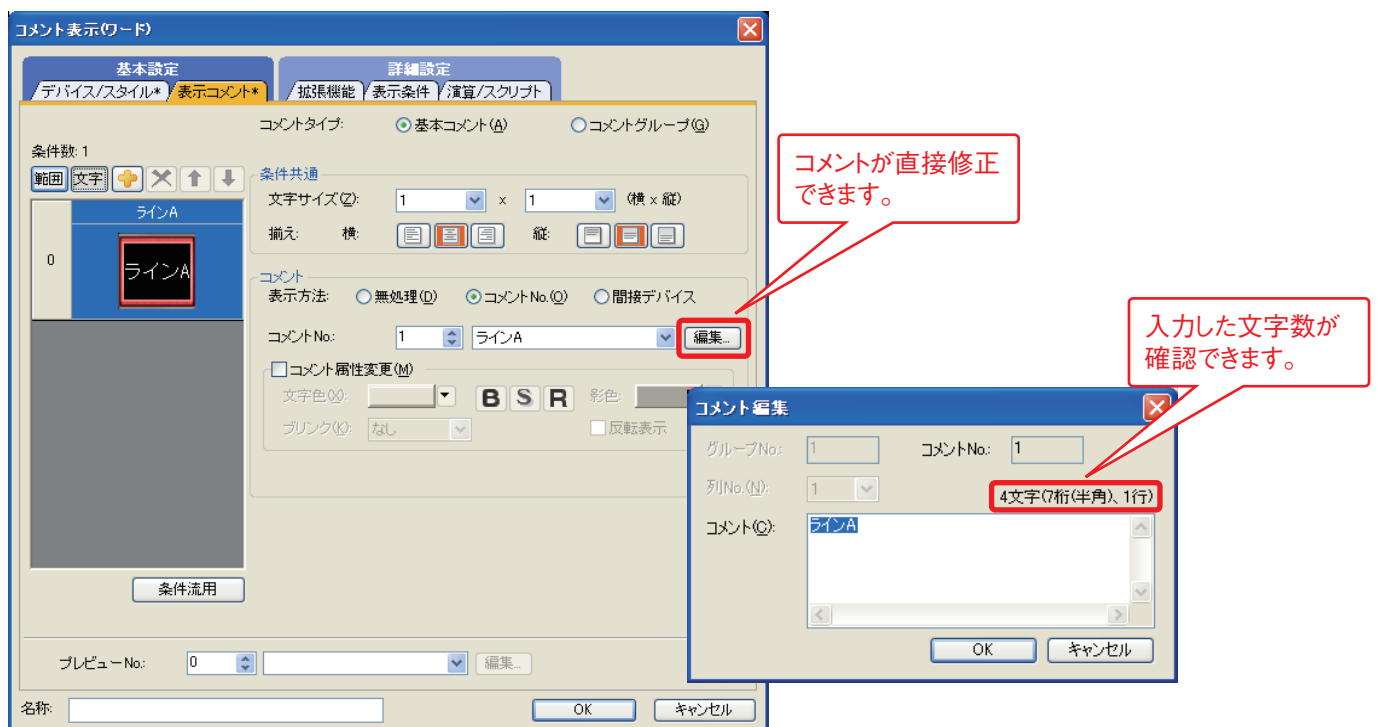 コメント表示(ワード)
基本設定
詳細設定
デバイス/スタイル*
表示コメント*
拡張機能
表示条件
演算/スクリプト
コメントタイプ: 基本コメント(A) コメントグループ(G)
条件数: 1
範囲 文字
ラインA
0
ラインA
条件流用
条件共通
文字サイズ(Z): 1 × 1 (横 × 縦)
揃え: 横: 縦:
コメント
表示方法: 無処理(D) コメントNo.(O) 間接デバイス
コメントNo.: 1 ラインA 編集...
コメント属性変更(M)
文字色(X): B S R 影色:
ブリンク(K): なし 反転表示
プレビューNo.: 0 編集...
名称: OK キャンセル
コメントが直接修正
できます。
入力した文字数が
確認できます。
コメント編集
グループNo.: 1 コメントNo.: 1
列No.(N): 1
4文字(7桁(半角)、1行)
コメント(C): ラインA
OK キャンセル